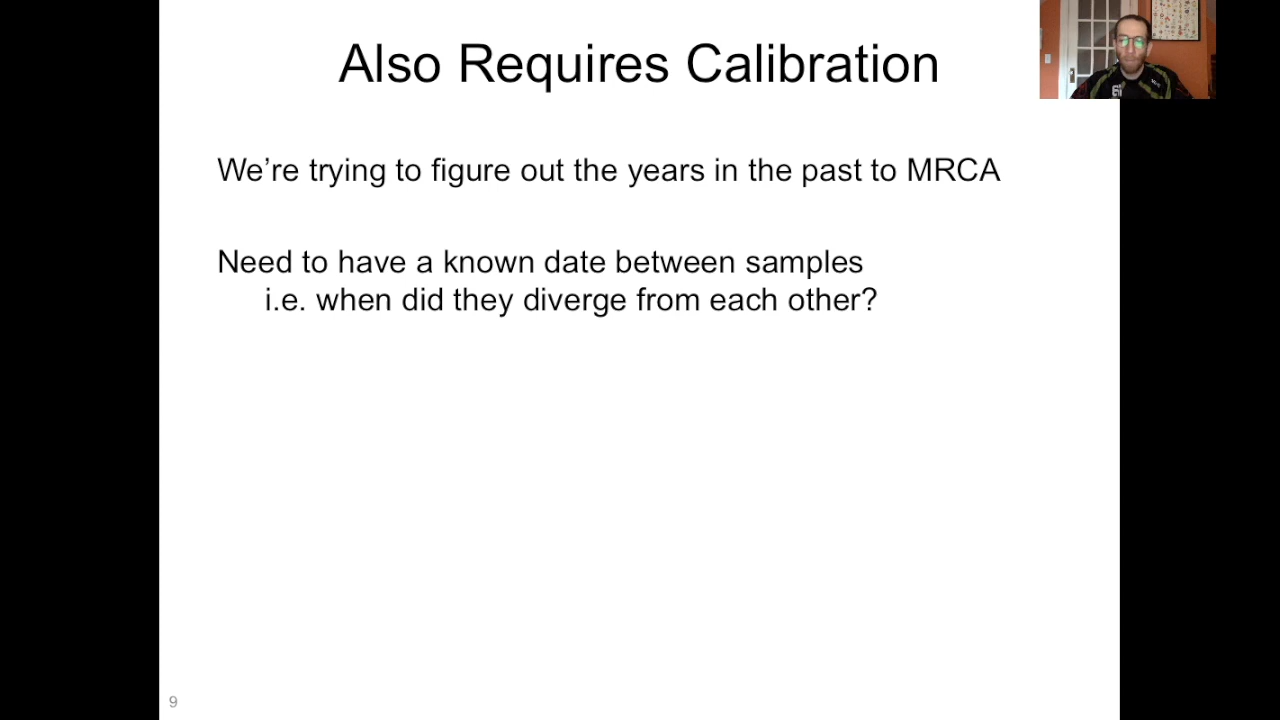 Also Requires Calibration
We’re trying to figure out the years in the past to MRCA
Need to have a known date between samples
i.e. when did they diverge from each other?
9